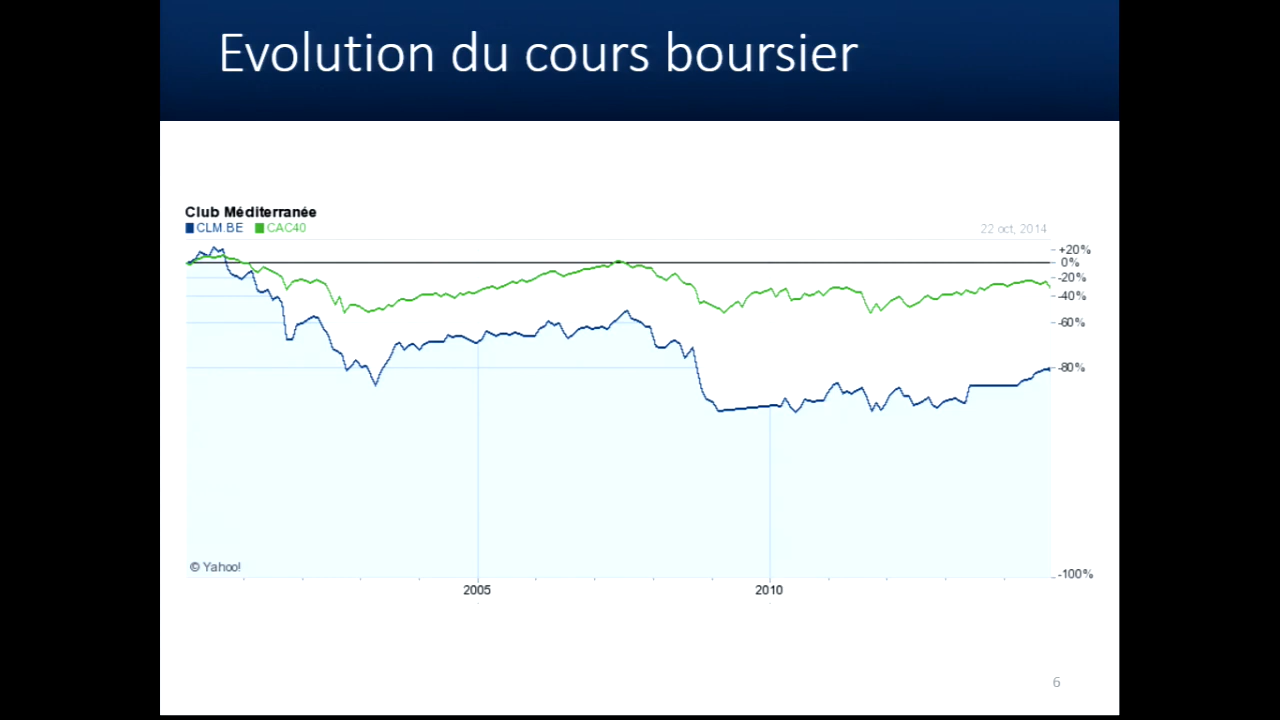 Evolution du cours boursier
Club Méditerranée
CLM.BE CAC40
22 oct, 2014
+20%
0%
-20%
-40%
-60%
-80%
-100%
© Yahoo!
2005 2010
6